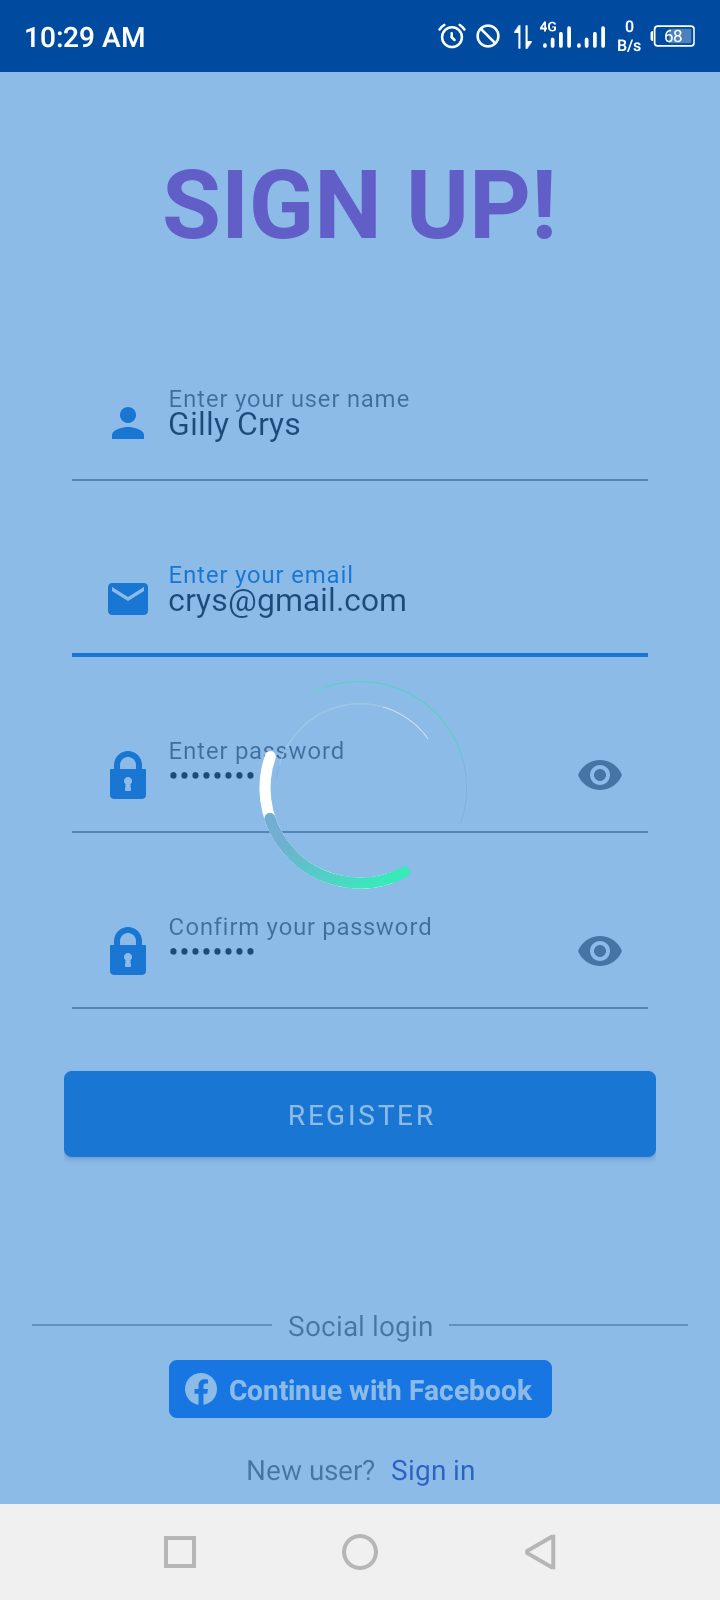 10:29 AM
4G
0
B/s
68
SIGN UP!
Enter your user name
Gilly Crys
Enter your email
crys@gmail.com
Enter password
••••••••
Confirm your password
••••••••
REGISTER
Social login
Continue with Facebook
New user? Sign in